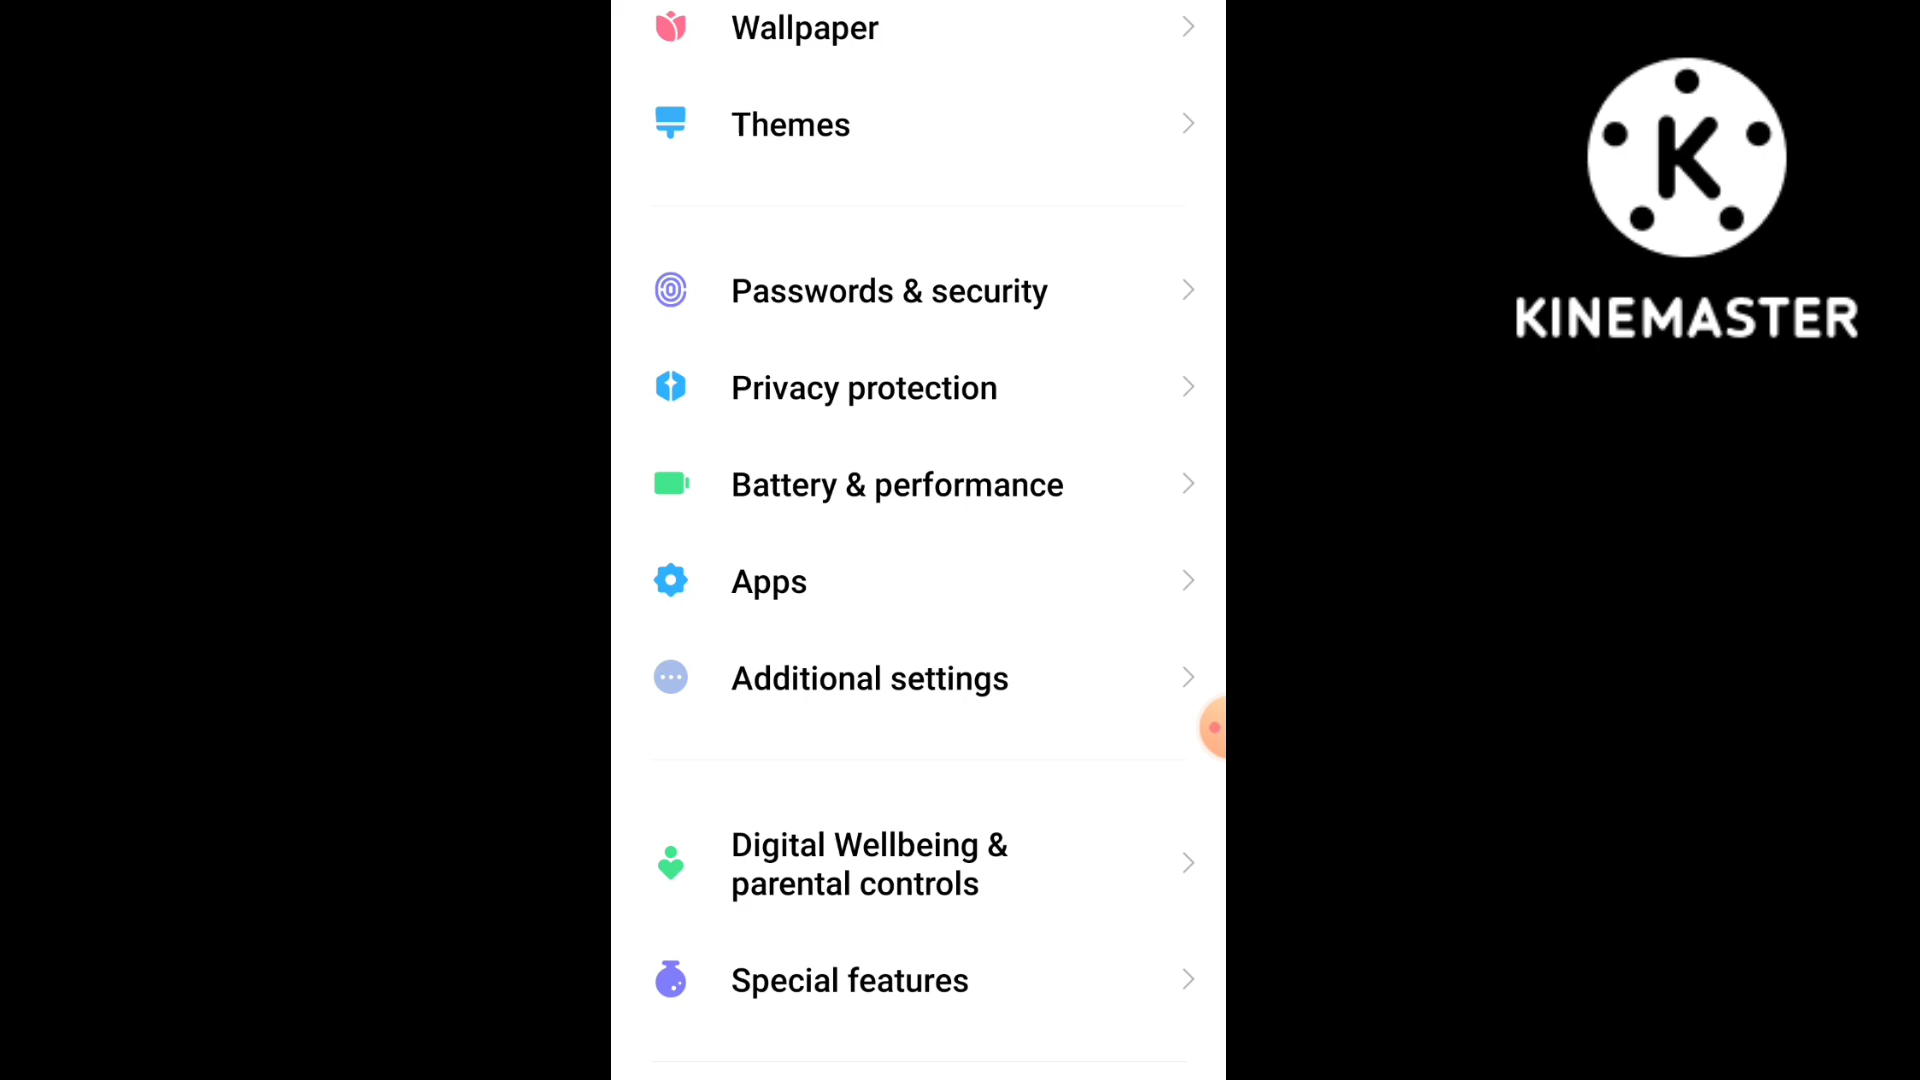 Wallpaper
Themes
Passwords & security
Privacy protection
Battery & performance
Apps
Additional settings
Digital Wellbeing &
parental controls
Special features
K
KINEMASTER